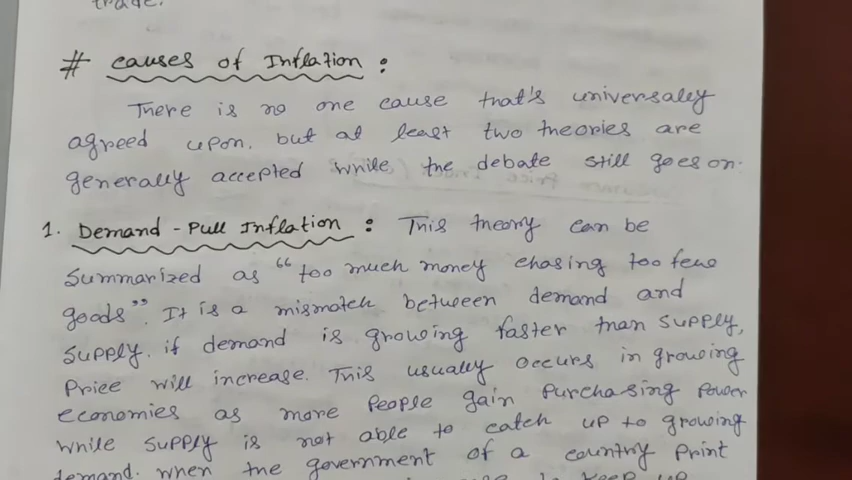 trade.
# causes of Inflation :
There is no one cause that's universally
agreed upon. but at least two theories are
generally accepted while the debate still goes on.
1. Demand - Pull Inflation : This theory can be
Summarized as "too much money chasing too few
goods". It is a mismatch between demand and
supply. if demand is growing faster than supply,
Price will increase. This usually occurs in growing
economies as more People gain Purchasing Power
while supply is not able to catch up to growing
demand. when the government of a country Print
to keep up